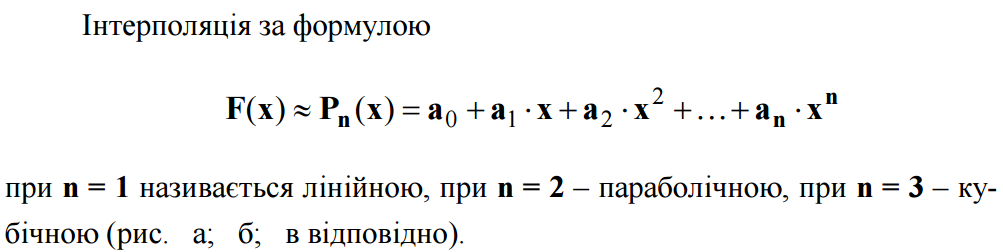 Інтерполяція за формулою
F(x) ≈ Pₙ(x) = a₀ + a₁ · x + a₂ · x² + … + aₙ · xⁿ
при n = 1 називається лінійною, при n = 2 – параболічною, при n = 3 – ку-
бічною (рис. а; б; в відповідно).